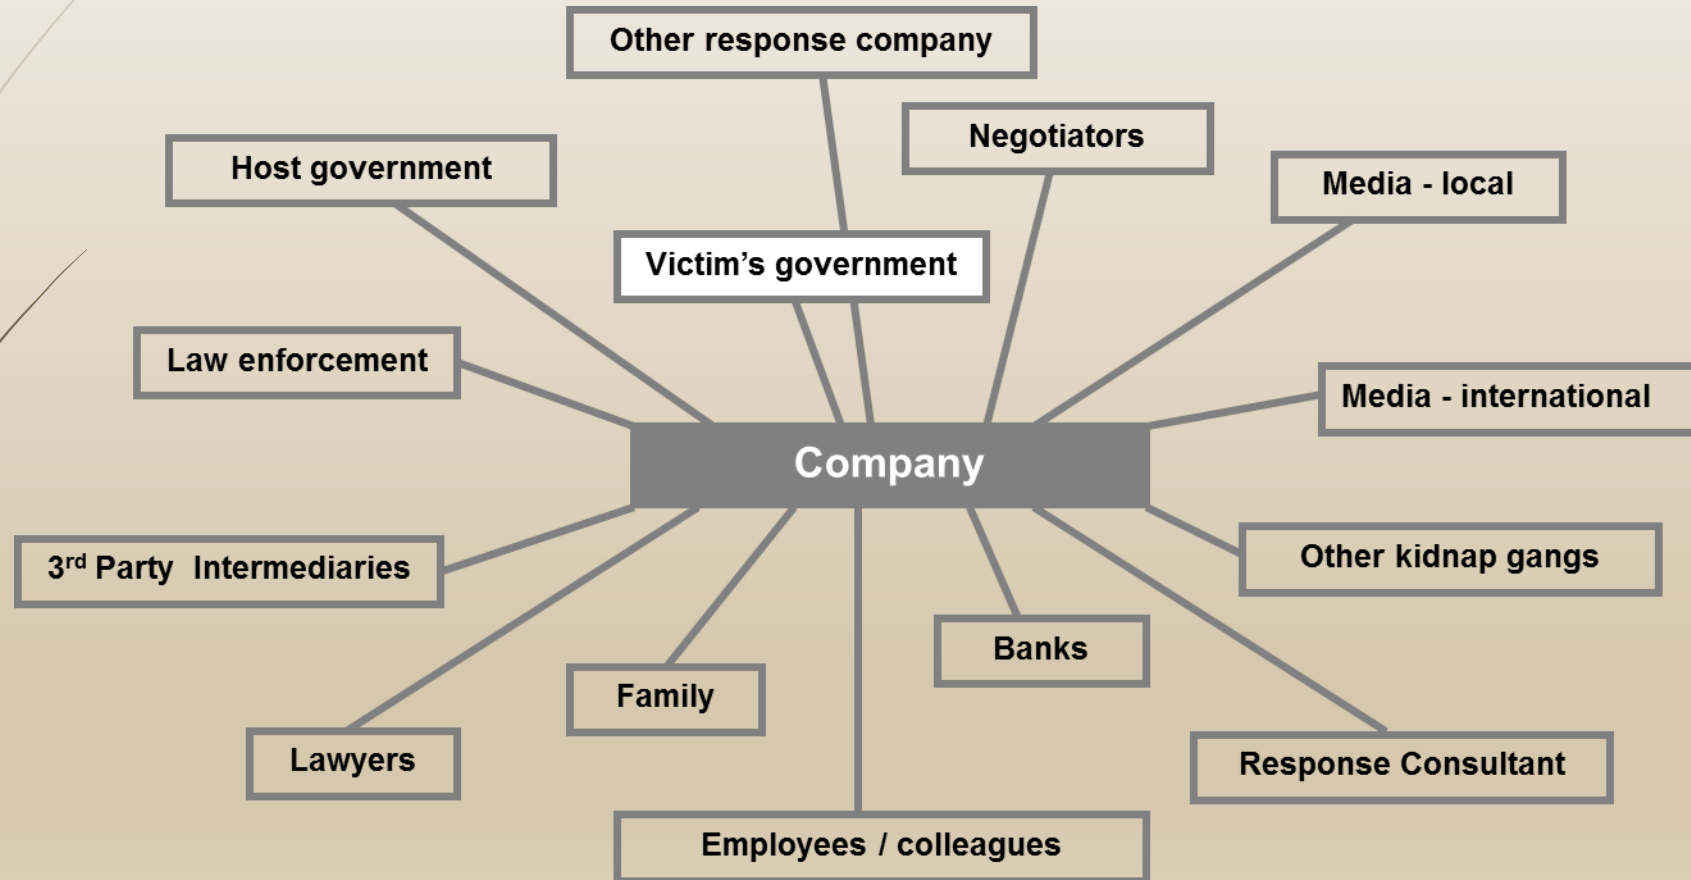 Other response company
Negotiators
Host government
Media - local
Victim's government
Law enforcement
Media - international
Company
3rd Party Intermediaries
Other kidnap gangs
Banks
Family
Lawyers
Response Consultant
Employees / colleagues